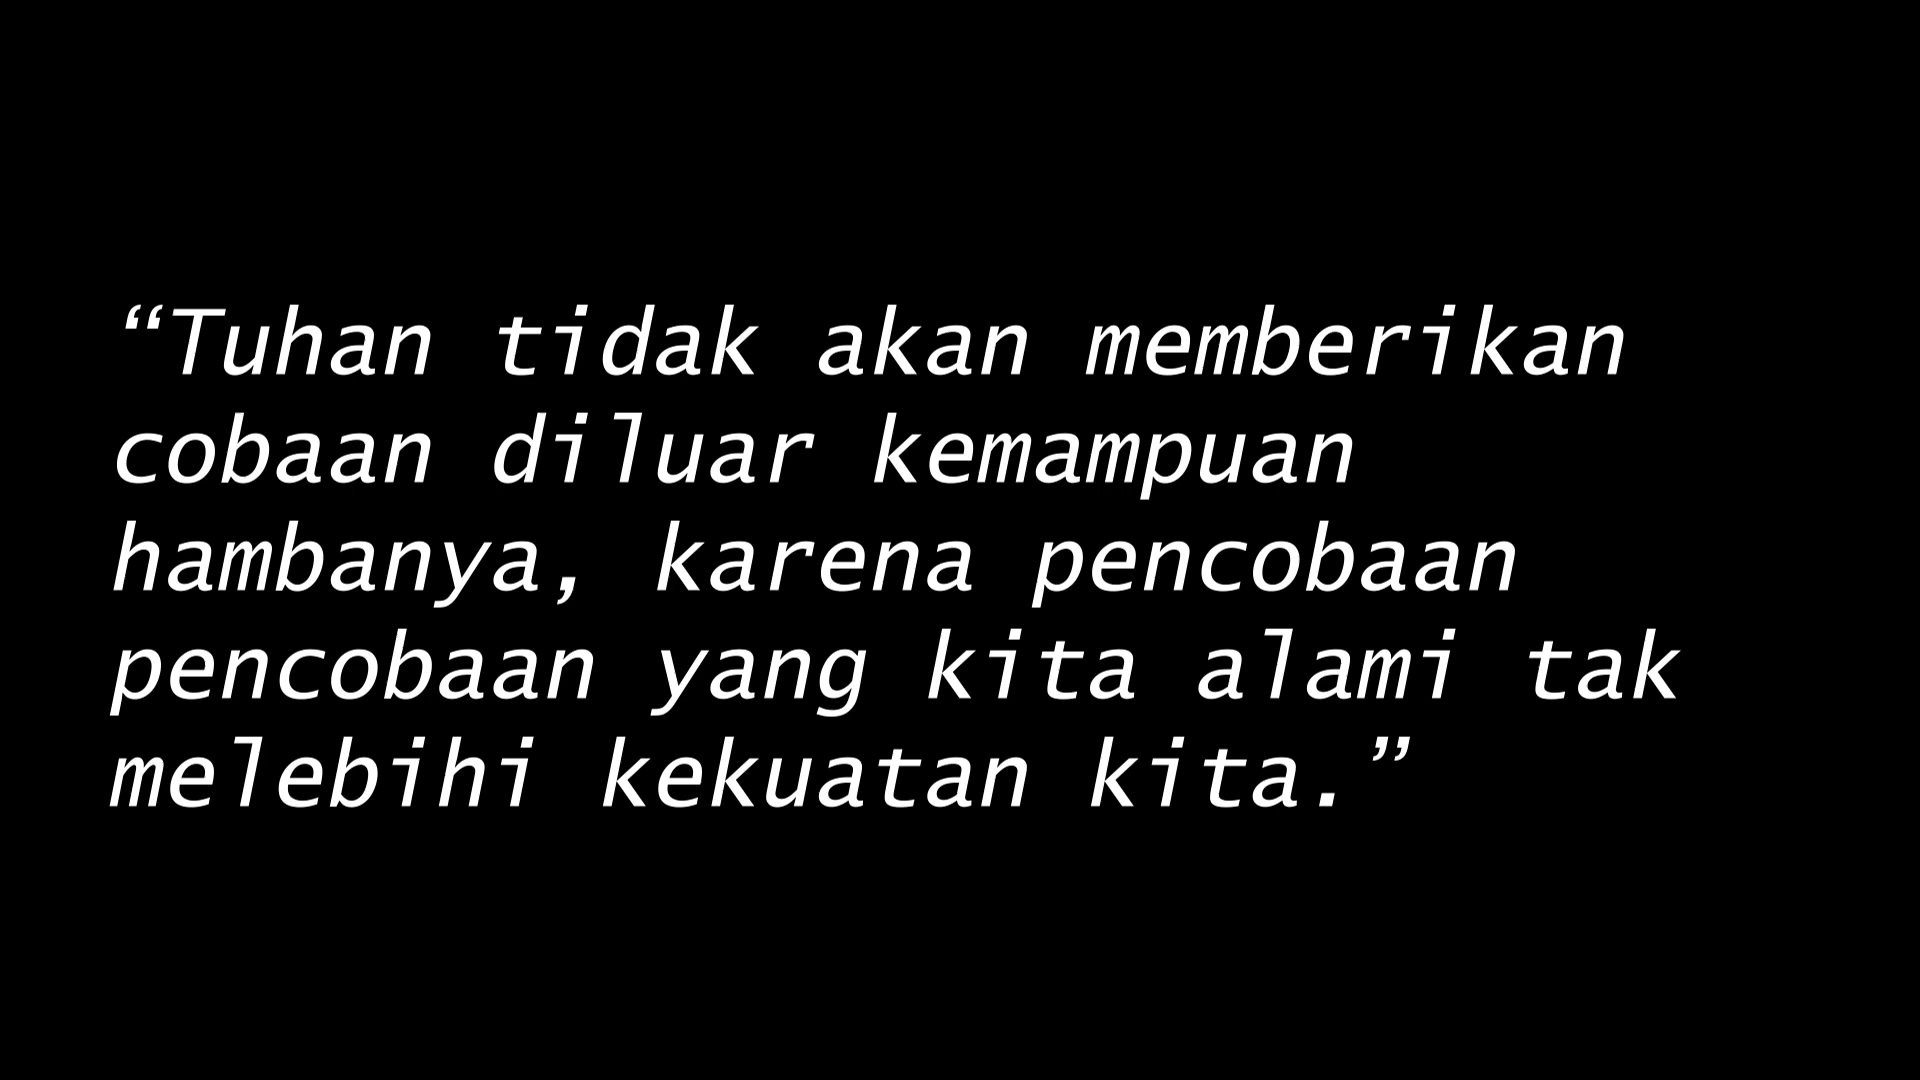 “Tuhan tidak akan memberikan
cobaan diluar kemampuan
hambanya, karena pencobaan
pencobaan yang kita alami tak
melebihi kekuatan kita.”